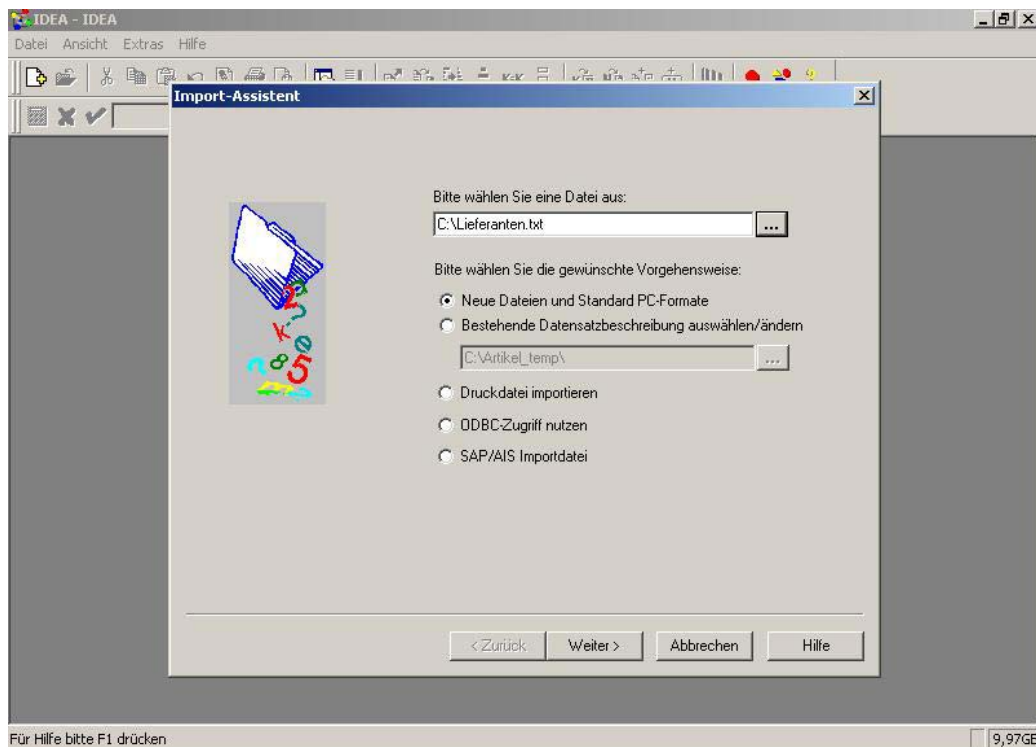 IDEA - IDEA
Datei Ansicht Extras Hilfe
Import-Assistent
Bitte wählen Sie eine Datei aus:
C:\Lieferanten.txt
...
Bitte wählen Sie die gewünschte Vorgehensweise:
Neue Dateien und Standard PC-Formate
Bestehende Datensatzbeschreibung auswählen/ändern
C:\Artikel_temp\
...
Druckdatei importieren
ODBC-Zugriff nutzen
SAP/AIS Importdatei
< Zurück Weiter > Abbrechen Hilfe
Für Hilfe bitte F1 drücken 9,97GB